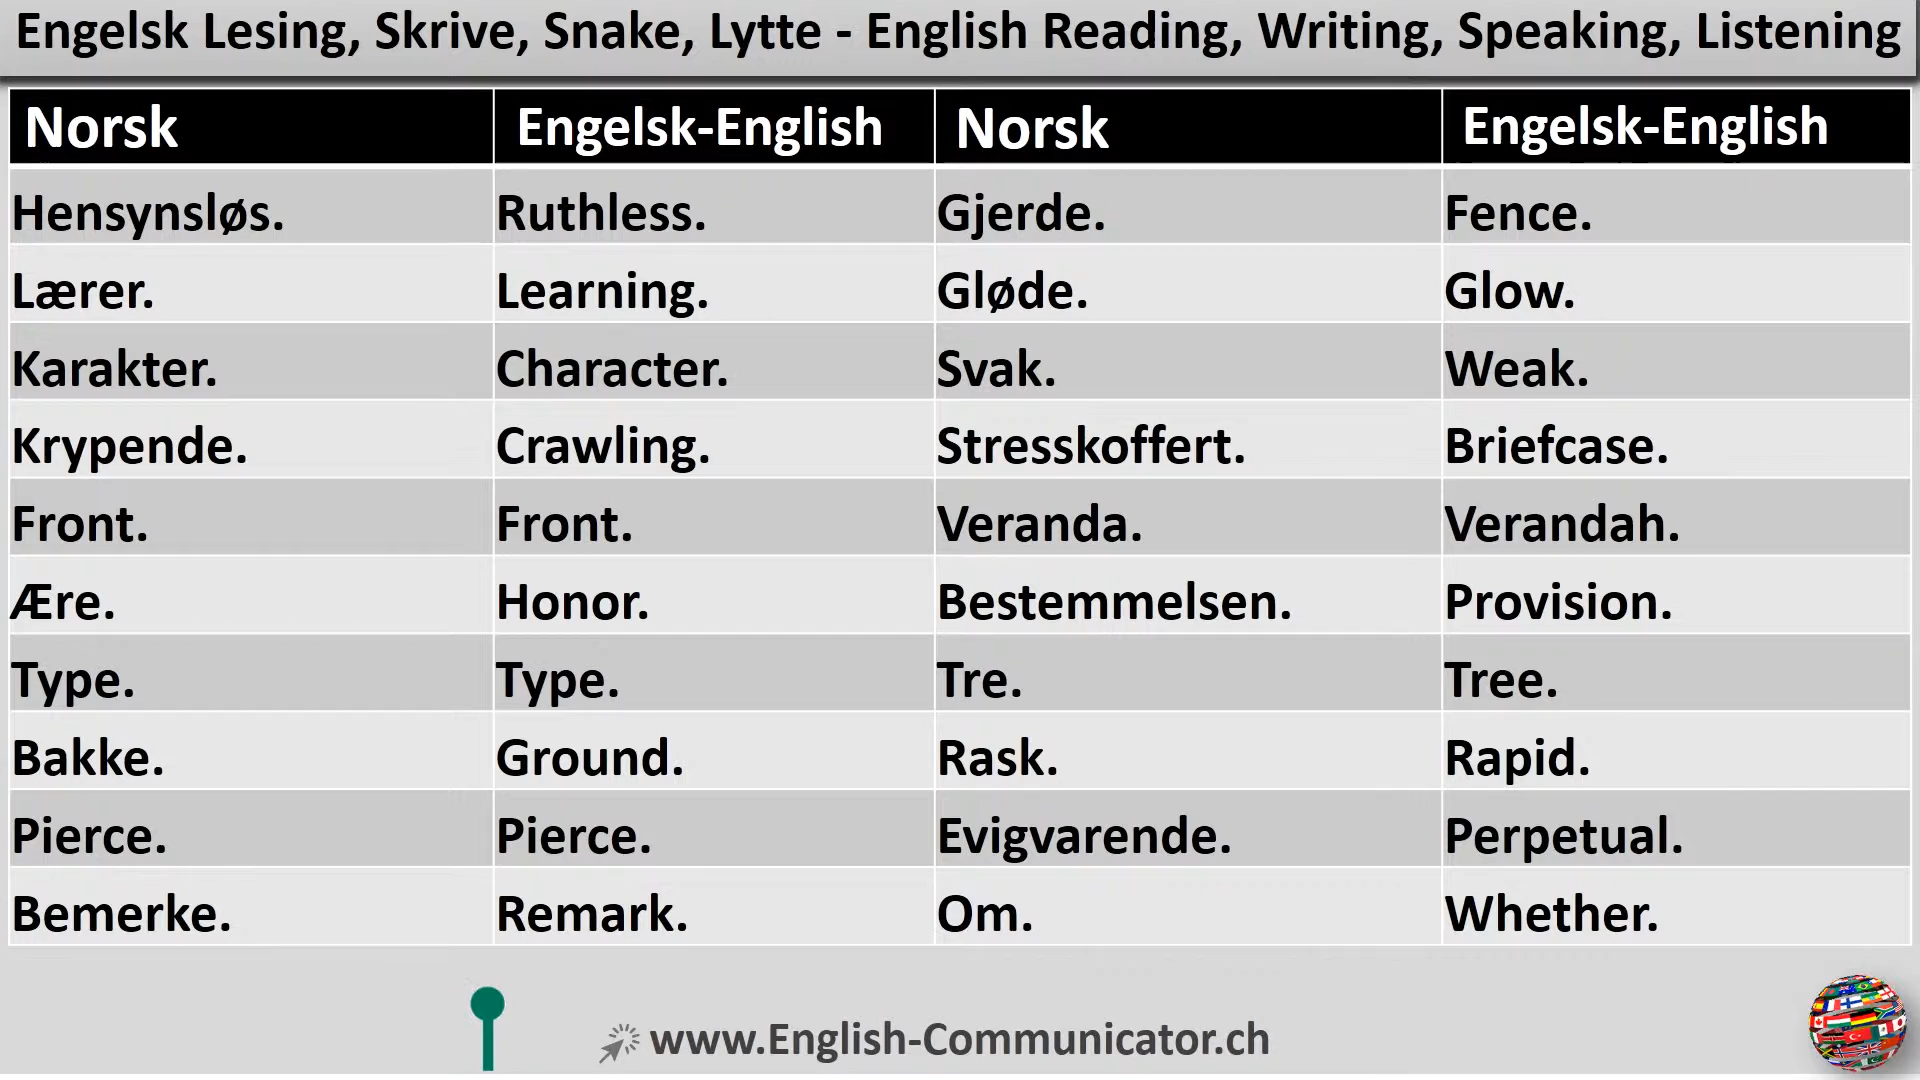 Engelsk Lesing, Skrive, Snake, Lytte - English Reading, Writing, Speaking, Listening
Norsk Engelsk-English Norsk Engelsk-English
Hensynsløs. Ruthless. Gjerde. Fence.
Lærer. Learning. Gløde. Glow.
Karakter. Character. Svak. Weak.
Krypende. Crawling. Stresskoffert. Briefcase.
Front. Front. Veranda. Verandah.
Ære. Honor. Bestemmelsen. Provision.
Type. Type. Tre. Tree.
Bakke. Ground. Rask. Rapid.
Pierce. Pierce. Evigvarende. Perpetual.
Bemerke. Remark. Om. Whether.
www.English-Communicator.ch